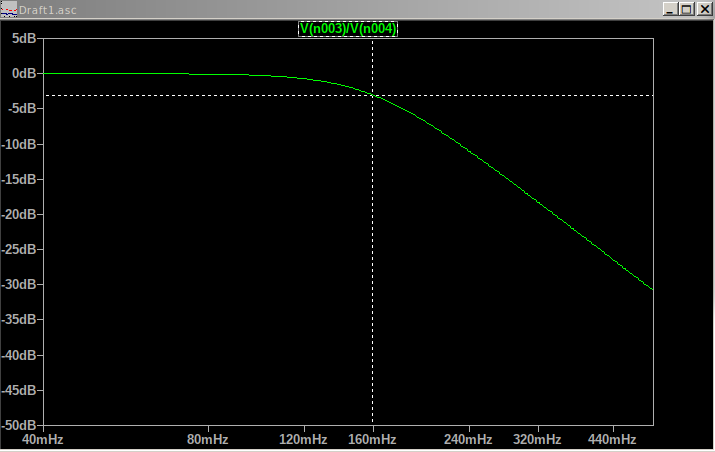 Draft1.asc
V(n003)/V(n004)
5dB
0dB
-5dB
-10dB
-15dB
-20dB
-25dB
-30dB
-35dB
-40dB
-45dB
-50dB
40mHz 80mHz 120mHz 160mHz 240mHz 320mHz 440mHz